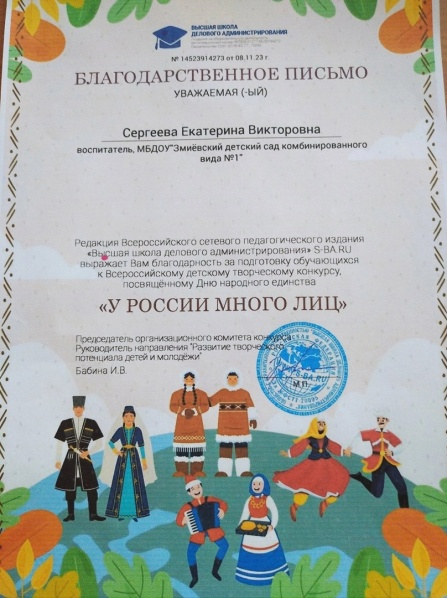 ВЫСШАЯ ШКОЛА
ДЕЛОВОГО АДМИНИСТРИРОВАНИЯ
№ 14523914273 от 08.11.23 г
БЛАГОДАРСТВЕННОЕ ПИСЬМО
УВАЖАЕМАЯ (-ЫЙ)
Сергеева Екатерина Викторовна
воспитатель, МБДОУ"Змиёвский детский сад комбинированного
вида №1"
Редакция Всероссийского сетевого педагогического издания
«Высшая школа делового администрирования» S-BA.RU
выражает Вам благодарность за подготовку обучающихся
к Всероссийскому детскому творческому конкурсу,
посвящённому Дню народного единства
«У РОССИИ МНОГО ЛИЦ»
Председатель организационного комитета конкурса
Руководитель направления "Развитие творческого
потенциала детей и молодёжи"
Бабина И.В.
S-BA.RU
М.П.